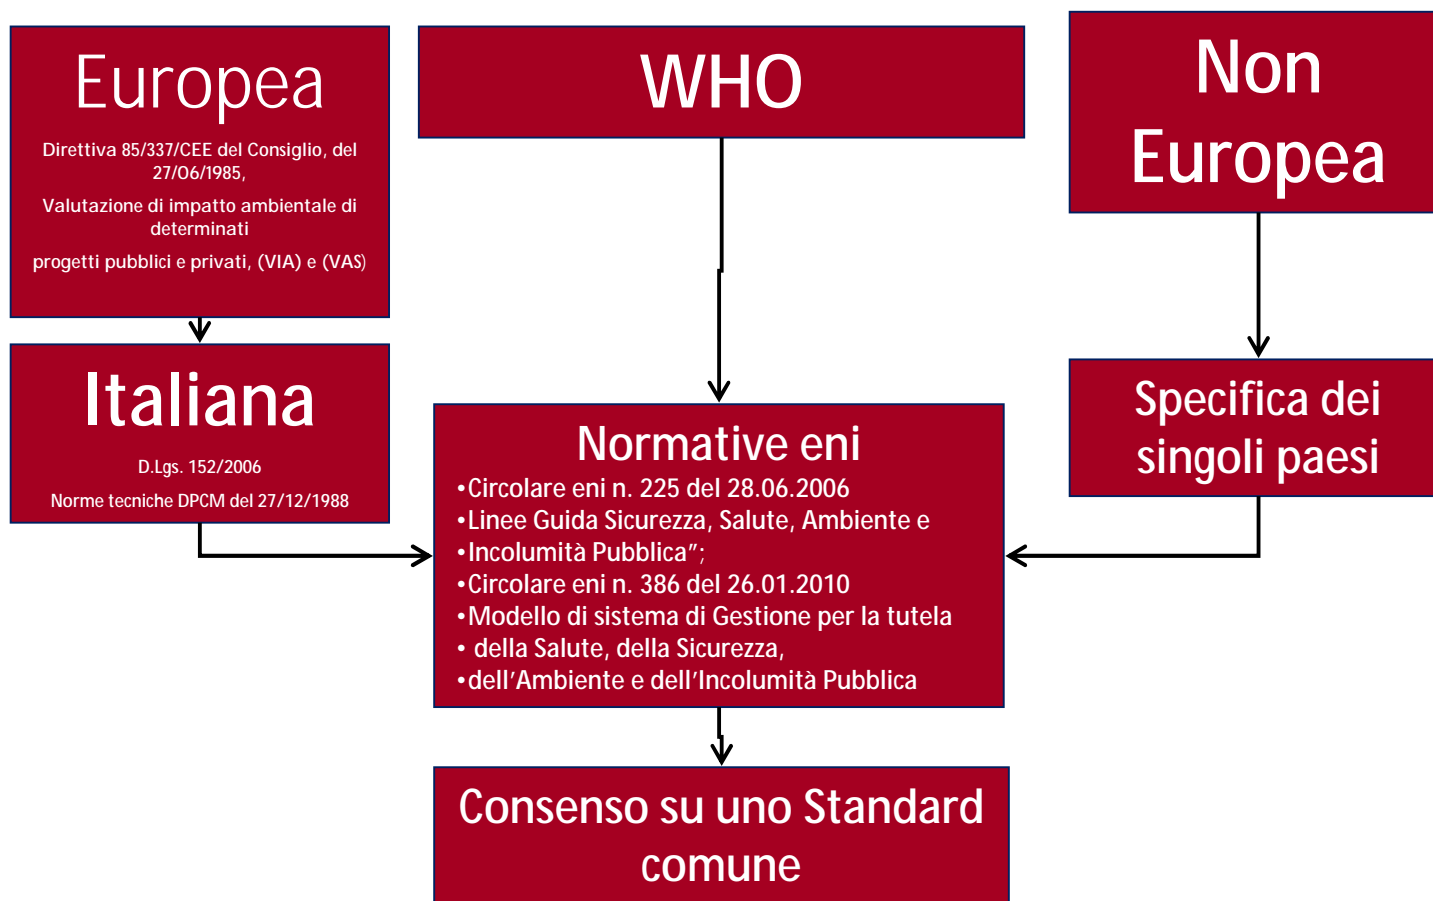 Europea
Direttiva 85/337/CEE del Consiglio, del
27/06/1985,
Valutazione di impatto ambientale di
determinati
progetti pubblici e privati, (VIA) e (VAS)
WHO
Non
Europea
Italiana
D.Lgs. 152/2006
Norme tecniche DPCM del 27/12/1988
Normative eni
•Circolare eni n. 225 del 28.06.2006
•Linee Guida Sicurezza, Salute, Ambiente e
•Incolumità Pubblica”;
•Circolare eni n. 386 del 26.01.2010
•Modello di sistema di Gestione per la tutela
• della Salute, della Sicurezza,
•dell’Ambiente e dell’Incolumità Pubblica
Specifica dei
singoli paesi
Consenso su uno Standard
comune